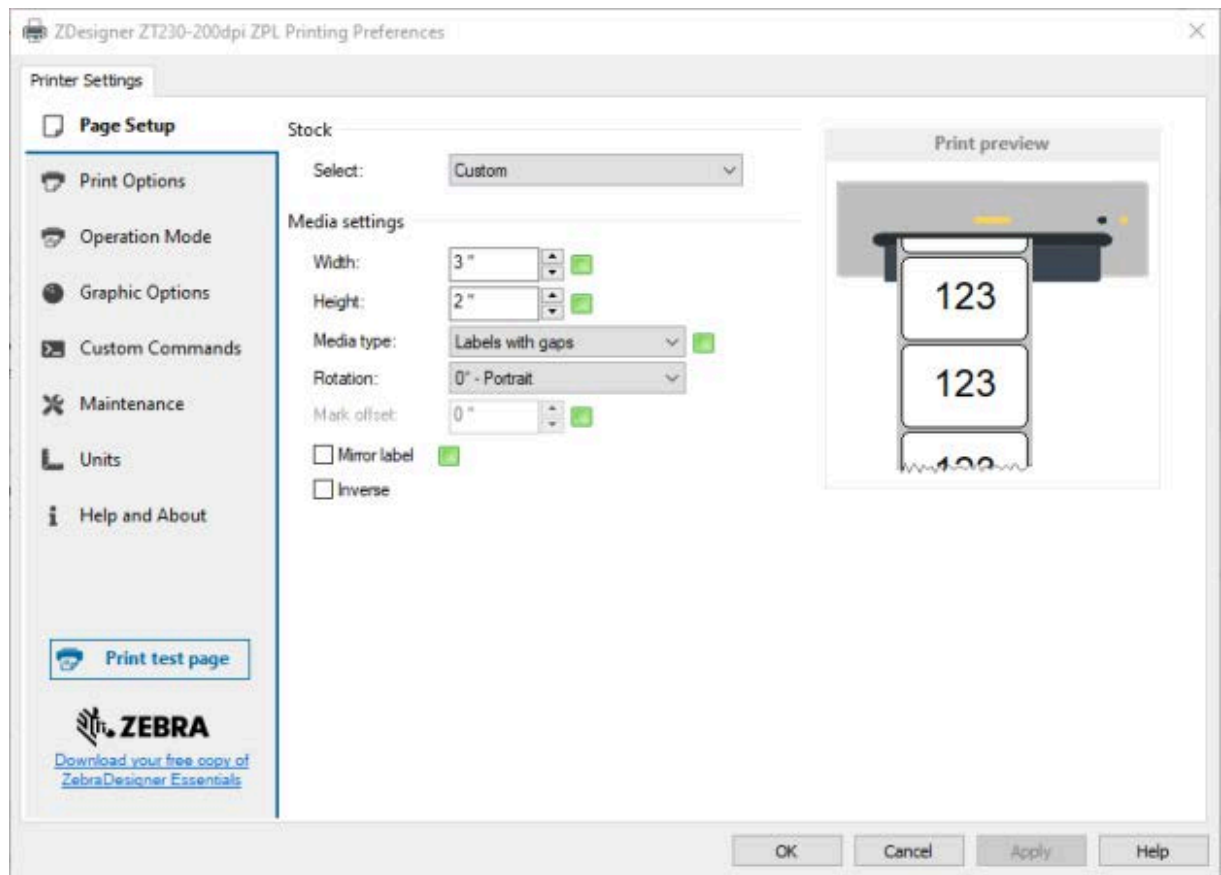 ZDesigner ZT230-200dpi ZPL Printing Preferences
Printer Settings
Page Setup
Print Options
Operation Mode
Graphic Options
Custom Commands
Maintenance
Units
Help and About
Print test page
ZEBRA
Download your free copy of
ZebraDesigner Essentials
Stock
Select: Custom
Media settings
Width: 3 "
Height: 2 "
Media type: Labels with gaps
Rotation: 0° - Portrait
Mark offset: 0 "
Mirror label
Inverse
Print preview
123
123
123
OK Cancel Apply Help